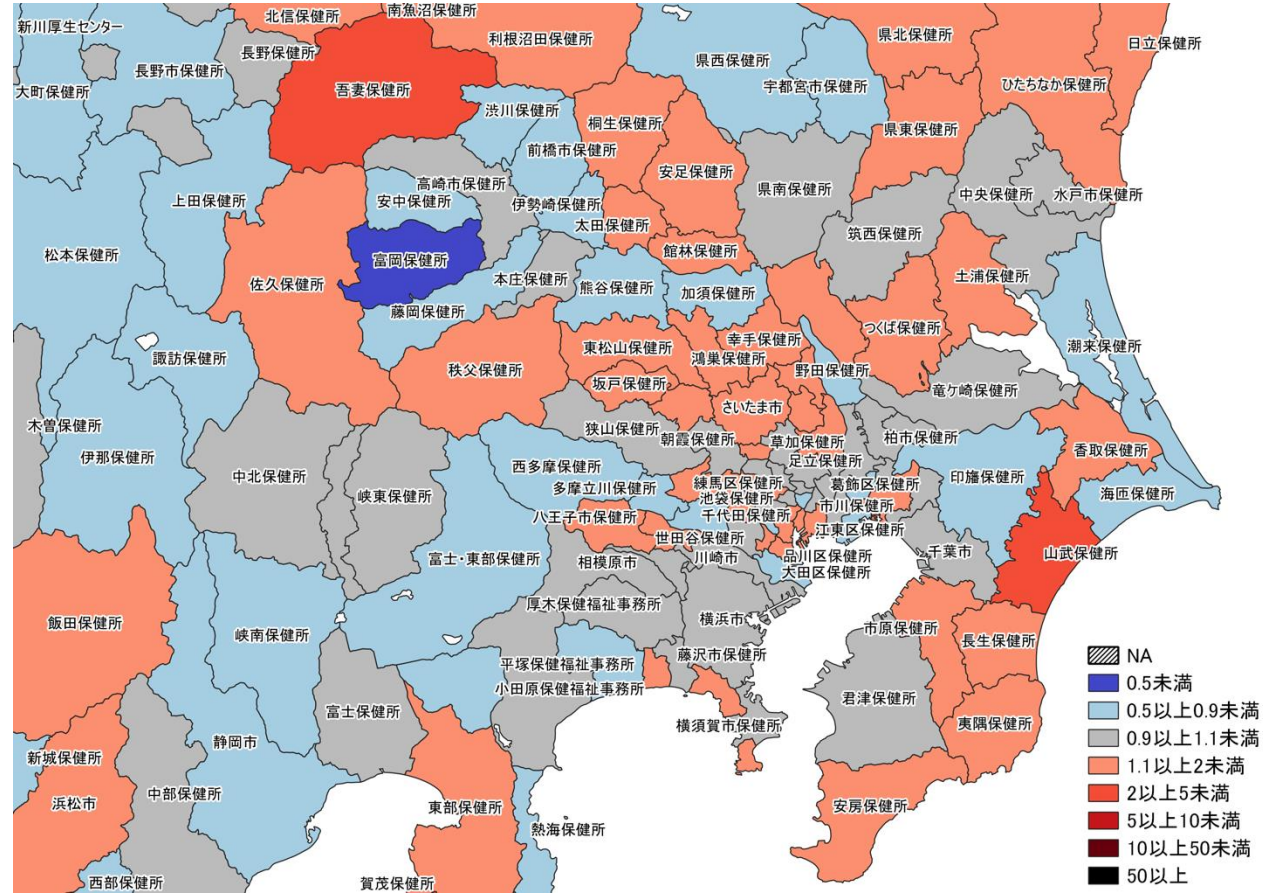 新川厚生センター
北信保健所
南魚沼保健所
利根沼田保健所
県北保健所
日立保健所
長野保健所
長野市保健所
県西保健所
宇都宮市保健所
ひたちなか保健所
大町保健所
吾妻保健所
渋川保健所
桐生保健所
県東保健所
前橋市保健所
安足保健所
高崎市保健所
県南保健所
中央保健所
水戸市保健所
上田保健所
安中保健所
伊勢崎保健所
太田保健所
筑西保健所
松本保健所
富岡保健所
館林保健所
佐久保健所
本庄保健所
熊谷保健所
加須保健所
土浦保健所
藤岡保健所
つくば保健所
諏訪保健所
東松山保健所
幸手保健所
鴻巣保健所
潮来保健所
秩父保健所
坂戸保健所
野田保健所
竜ケ崎保健所
さいたま市
木曽保健所
狭山保健所
朝霞保健所
草加保健所
柏市保健所
伊那保健所
足立保健所
香取保健所
中北保健所
西多摩保健所
練馬区保健所
葛飾区保健所
印旛保健所
峡東保健所
多摩立川保健所
池袋保健所
海匝保健所
八王子市保健所
千代田保健所
市川保健所
世田谷保健所
江東区保健所
富士・東部保健所
相模原市
川崎市
品川区保健所
千葉市
山武保健所
大田区保健所
厚木保健福祉事務所
飯田保健所
峡南保健所
横浜市
市原保健所
長生保健所
藤沢市保健所
平塚保健福祉事務所
小田原保健福祉事務所
君津保健所
富士保健所
横須賀市保健所
夷隅保健所
静岡市
新城保健所
浜松市
中部保健所
東部保健所
安房保健所
熱海保健所
西部保健所
賀茂保健所
NA
0.5未満
0.5以上0.9未満
0.9以上1.1未満
1.1以上2未満
2以上5未満
5以上10未満
10以上50未満
50以上